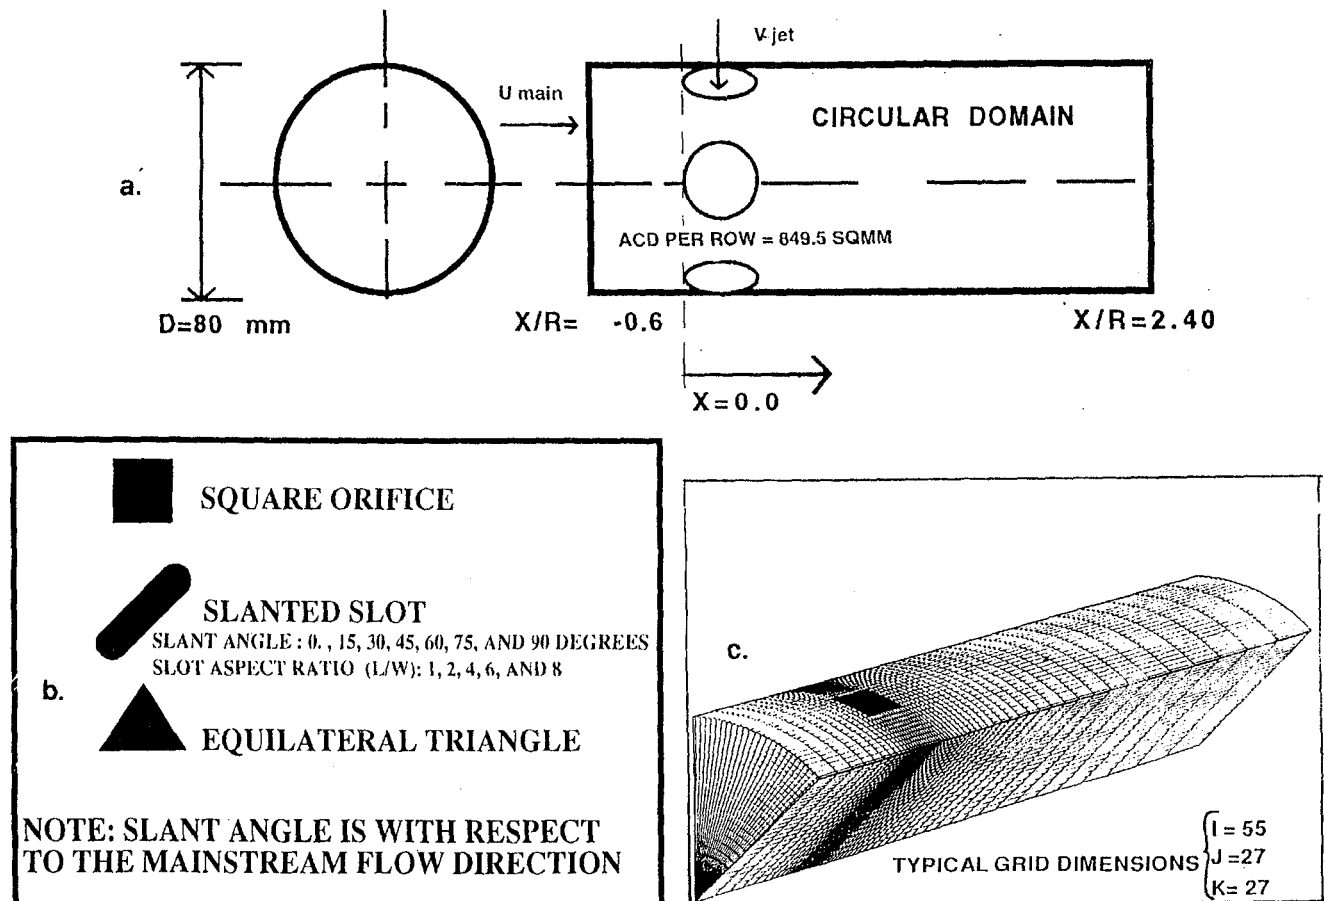 V-jet
U main
CIRCULAR DOMAIN
a.
ACD PER ROW = 849.5 SQMM
D=80 mm
X/R= -0.6
X/R=2.40
X=0.0
SQUARE ORIFICE
SLANTED SLOT
SLANT ANGLE : 0. , 15, 30, 45, 60, 75, AND 90 DEGREES
SLOT ASPECT RATIO (L/W): 1, 2, 4, 6, AND 8
b.
EQUILATERAL TRIANGLE
NOTE: SLANT ANGLE IS WITH RESPECT
TO THE MAINSTREAM FLOW DIRECTION
c.
TYPICAL GRID DIMENSIONS
I = 55
J =27
K= 27